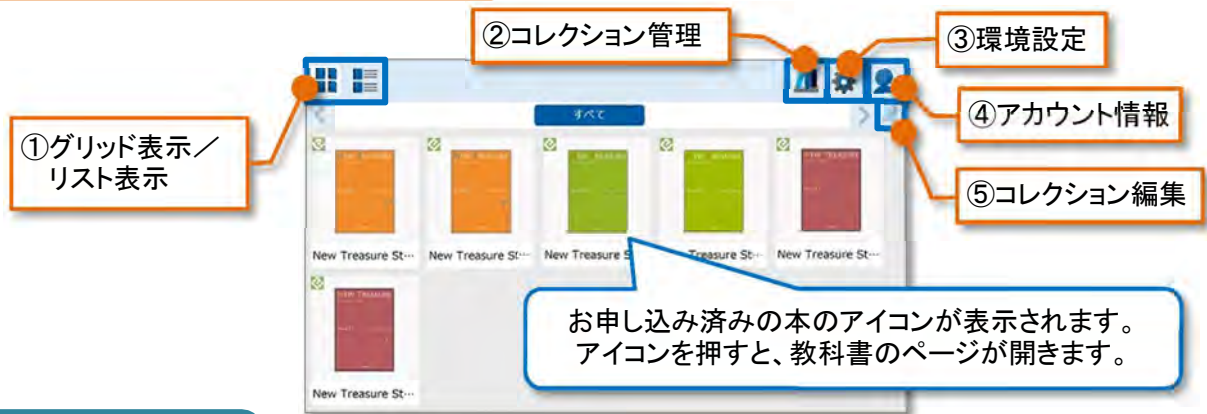 ②コレクション管理
③環境設定
①グリッド表示／
リスト表示
④アカウント情報
⑤コレクション編集
すべて
New Treasure St…
New Treasure St…
New Treasure S
Treasure St…
New Treasure St…
お申し込み済みの本のアイコンが表示されます。
アイコンを押すと、教科書のページが開きます。
New Treasure St…